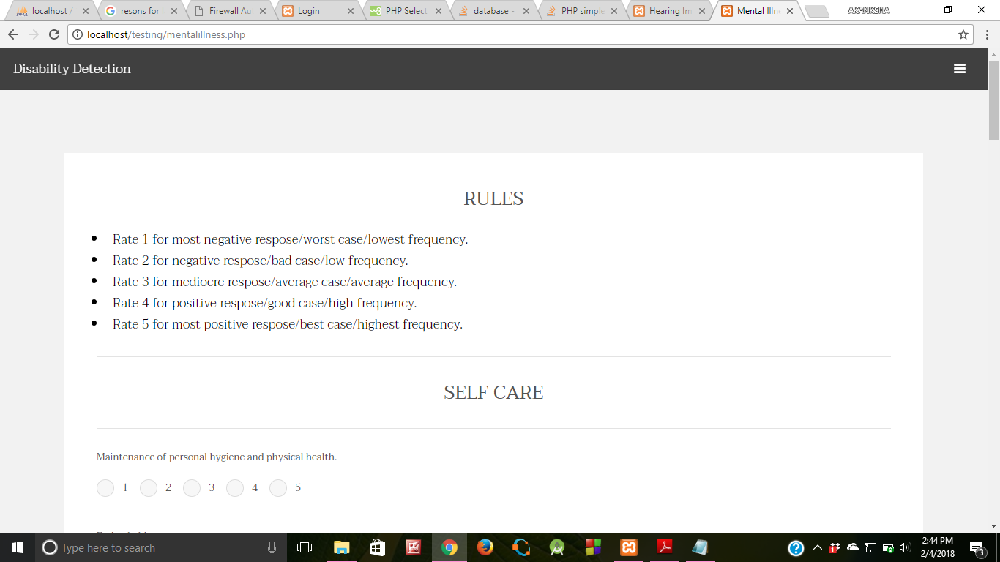 localhost /
resons for
Firewall Au
Login
PHP Select
database -
PHP simple
Hearing Im
Mental Illn
AKANKSHA
localhost/testing/mentalillness.php
Disability Detection
RULES
Rate 1 for most negative respose/worst case/lowest frequency.
Rate 2 for negative respose/bad case/low frequency.
Rate 3 for mediocre respose/average case/average frequency.
Rate 4 for positive respose/good case/high frequency.
Rate 5 for most positive respose/best case/highest frequency.
SELF CARE
Maintenance of personal hygiene and physical health.
1 2 3 4 5
Type here to search
2:44 PM
2/4/2018
3